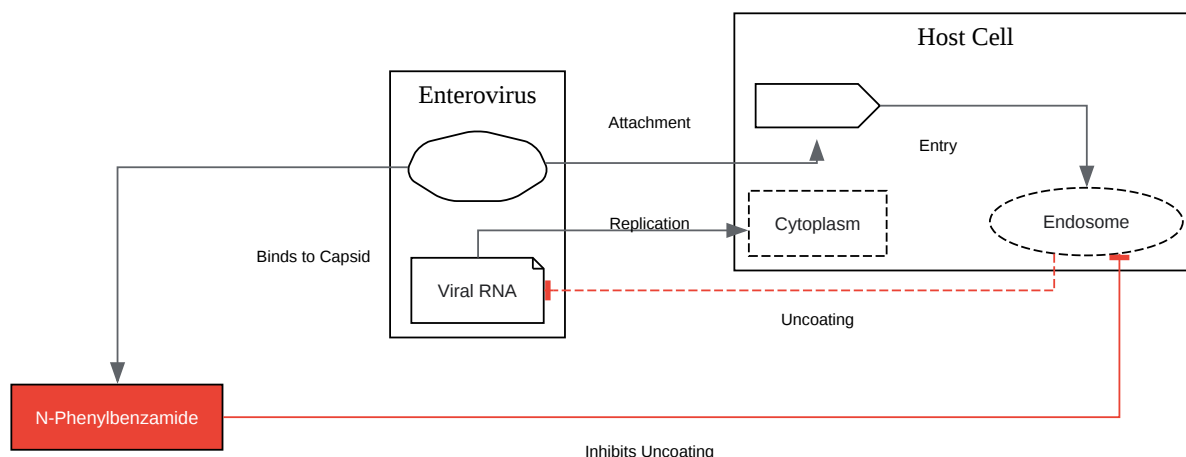 Host Cell
Enterovirus
Attachment
Entry
Replication
Cytoplasm
Endosome
Binds to Capsid
Viral RNA
Uncoating
N-Phenylbenzamide
Inhibits Uncoating